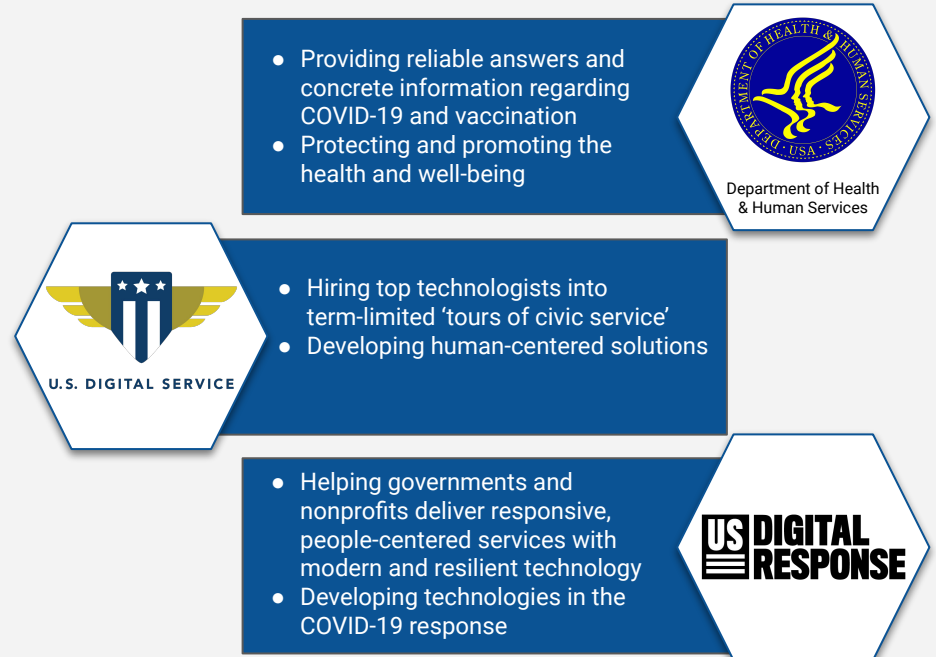 ● Providing reliable answers and
concrete information regarding
COVID-19 and vaccination
● Protecting and promoting the
health and well-being
DEPARTMENT OF HEALTH & HUMAN SERVICES · USA ·
Department of Health
& Human Services
U.S. DIGITAL SERVICE
● Hiring top technologists into
term-limited ‘tours of civic service’
● Developing human-centered solutions
● Helping governments and
nonprofits deliver responsive,
people-centered services with
modern and resilient technology
● Developing technologies in the
COVID-19 response
US DIGITAL
RESPONSE